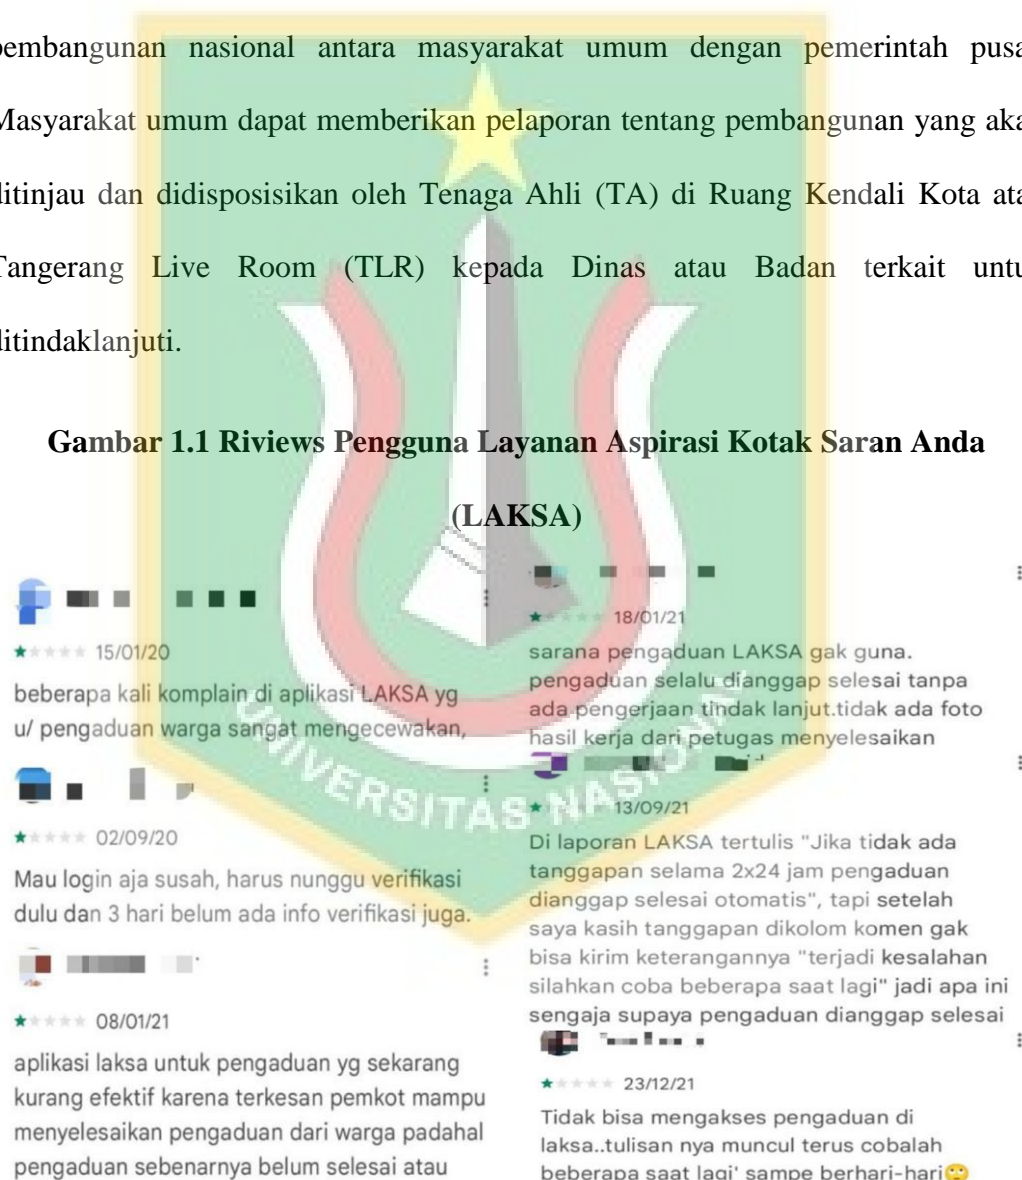 pembangunan nasional antara masyarakat umum dengan pemerintah pusa
Masyarakat umum dapat memberikan pelaporan tentang pembangunan yang aka
ditinjau dan didisposisikan oleh Tenaga Ahli (TA) di Ruang Kendali Kota ata
Tangerang Live Room (TLR) kepada Dinas atau Badan terkait untu
ditindaklanjuti.
Gambar 1.1 Riviews Pengguna Layanan Aspirasi Kotak Saran Anda
(LAKSA)
15/01/20
beberapa kali komplain di aplikasi LAKSA yg
u/ pengaduan warga sangat mengecewakan,
02/09/20
Mau login aja susah, harus nunggu verifikasi
dulu dan 3 hari belum ada info verifikasi juga.
08/01/21
aplikasi laksa untuk pengaduan yg sekarang
kurang efektif karena terkesan pemkot mampu
menyelesaikan pengaduan dari warga padahal
pengaduan sebenarnya belum selesai atau
18/01/21
sarana pengaduan LAKSA gak guna.
pengaduan selalu dianggap selesai tanpa
ada pengerjaan tindak lanjut.tidak ada foto
hasil kerja dari petugas menyelesaikan
13/09/21
Di laporan LAKSA tertulis "Jika tidak ada
tanggapan selama 2x24 jam pengaduan
dianggap selesai otomatis", tapi setelah
saya kasih tanggapan dikolom komen gak
bisa kirim keterangannya "terjadi kesalahan
silahkan coba beberapa saat lagi" jadi apa ini
sengaja supaya pengaduan dianggap selesai
23/12/21
Tidak bisa mengakses pengaduan di
laksa..tulisan nya muncul terus cobalah
beberapa saat lagi' sampe berhari-hari🙄
UNIVERSITAS NASIONAL